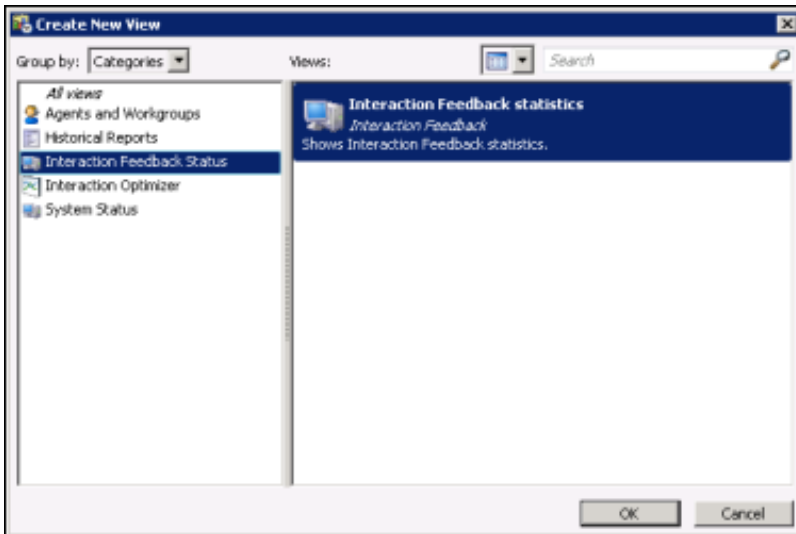 Create New View
Group by: Categories
Views:
Search
All views
Agents and Workgroups
Historical Reports
Interaction Feedback Status
Interaction Optimizer
System Status
Interaction Feedback statistics
Interaction Feedback
Shows Interaction Feedback statistics.
OK
Cancel